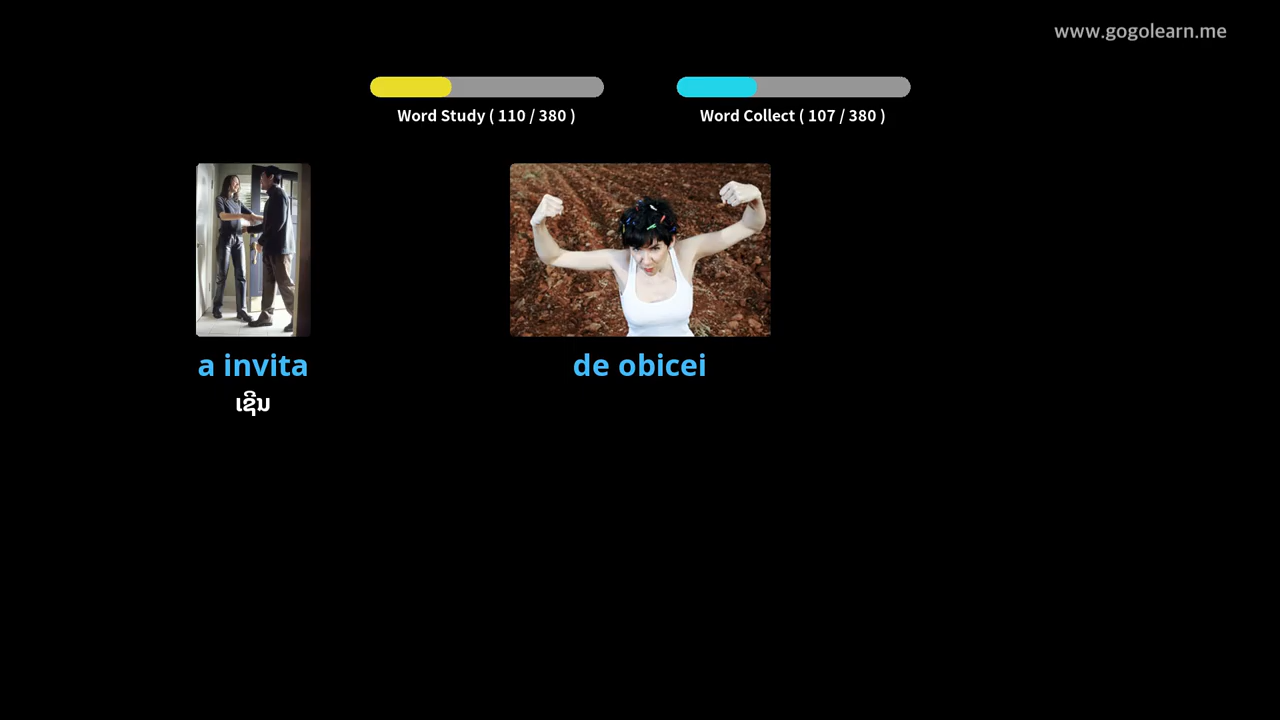 www.gogolearn.me
Word Study ( 110 / 380 )
Word Collect ( 107 / 380 )
a invita
de obicei
ເຊີນ